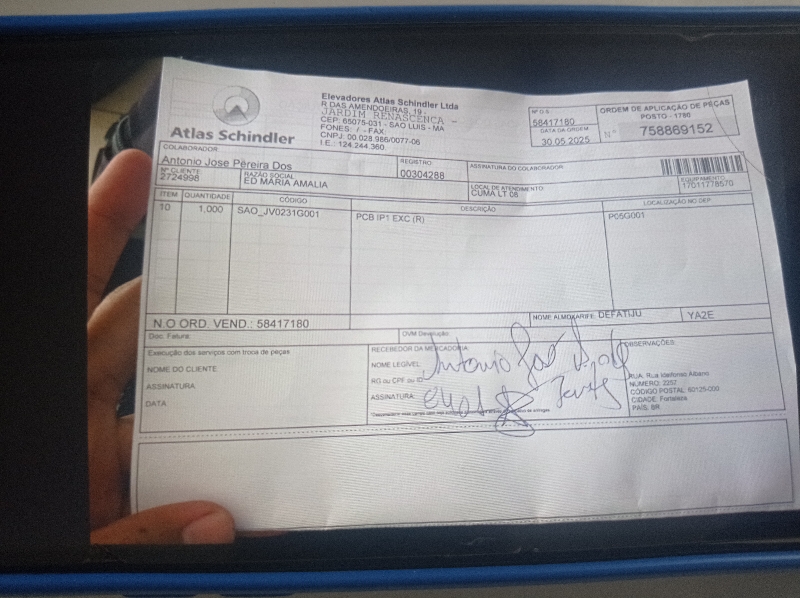 Atlas Schindler
Elevadores Atlas Schindler Ltda
R DAS AMENDOEIRAS, 19 -
JARDIM RENASCENCA -
CEP: 65075-031 - SAO LUIS - MA
FONES: / - FAX
CNPJ: 00.028.986/0077-06
I.E.: 124.244.360
Nº O.S.
58417180
DATA DA ORDEM
30.05.2025
ORDEM DE APLICAÇÃO DE PEÇAS
POSTO - 1780
N° 758869152
COLABORADOR
Antonio Jose Pereira Dos
REGISTRO
00304288
ASSINATURA DO COLABORADOR
Nº CLIENTE
2724998
RAZÃO SOCIAL
ED MARIA AMALIA
LOCAL DE ATENDIMENTO
CUMA LT 06
EQUIPAMENTO
17011778570
ITEM QUANTIDADE CÓDIGO DESCRIÇÃO LOCALIZAÇÃO NO DEP
10 1,000 SAO_JV0231G001 PCB IP1 EXC (R) P05G001
N.O ORD. VEND.: 58417180
NOME ALMOXARIFE: DEFATIJU YA2E
Doc. Fatura:
OVM Devolução:
Execução dos serviços com troca de peças
NOME DO CLIENTE
ASSINATURA
DATA
RECEBEDOR DA MERCADORIA
NOME LEGÍVEL: Antonio José
RG ou CPF ou ID
ASSINATURA:
OBSERVAÇÕES:
RUA: Rua Idelfonso Albano
NÚMERO: 2257
CÓDIGO POSTAL: 60125-000
CIDADE: Fortaleza
PAÍS: BR